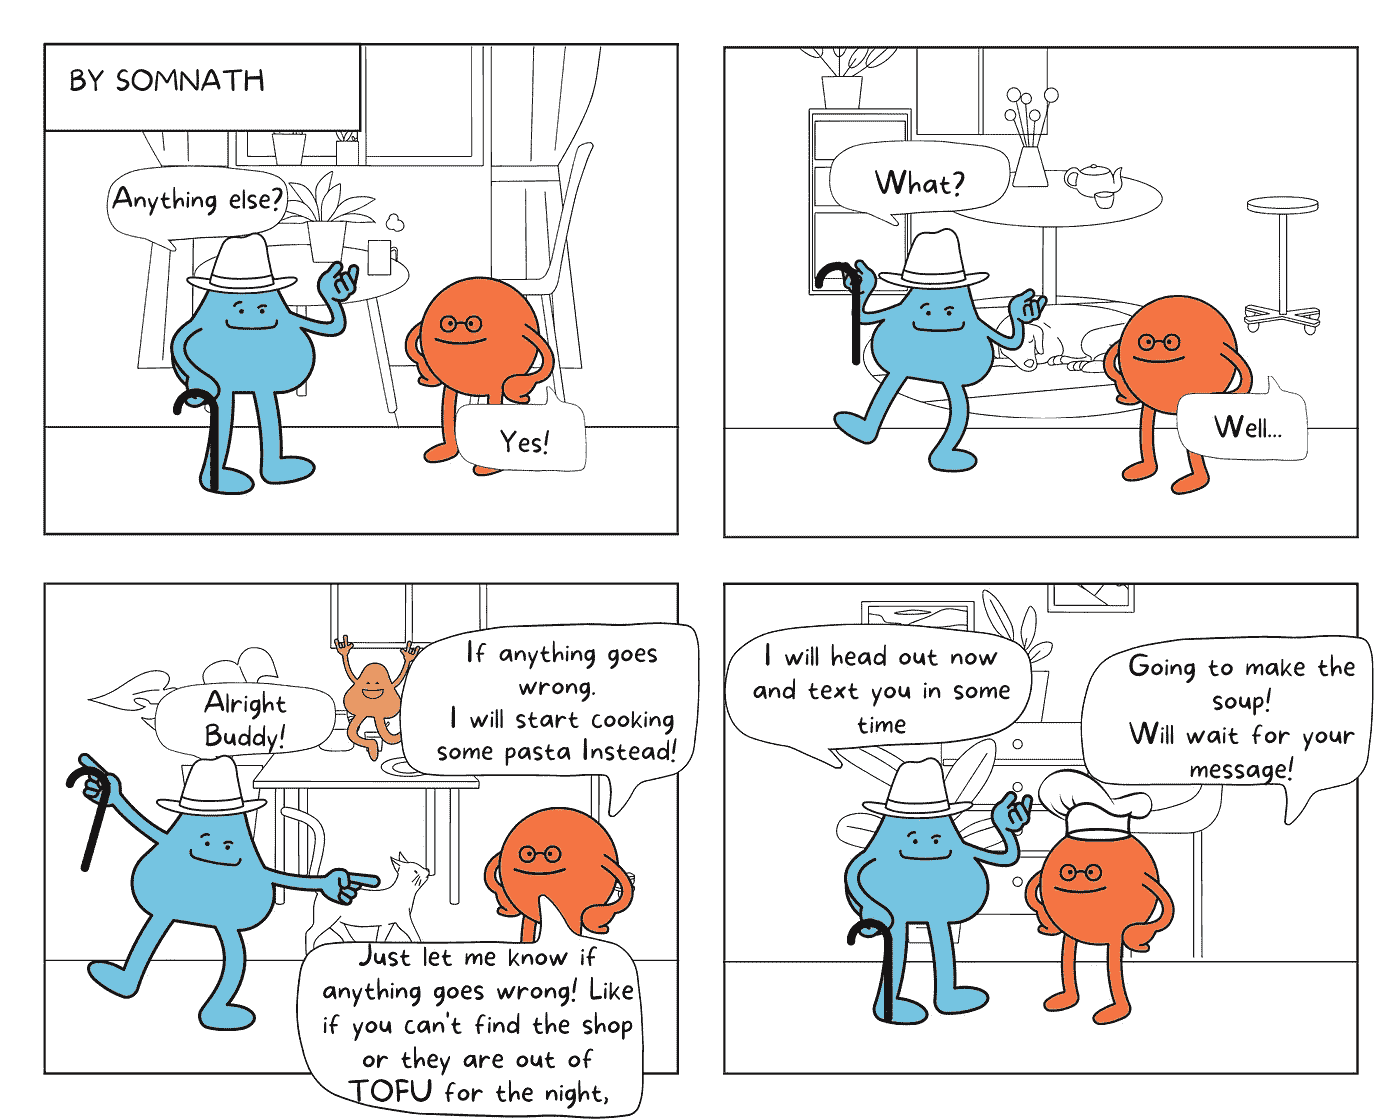 BY SOMNATH
Anything else?
Yes!
What?
Well...
Alright
Buddy!
Just let me know if
anything goes wrong! Like
if you can't find the shop
or they are out of
TOFU for the night,
If anything goes
wrong.
I will start cooking
some pasta Instead!
I will head out now
and text you in some
time
Going to make the
soup!
Will wait for your
message!